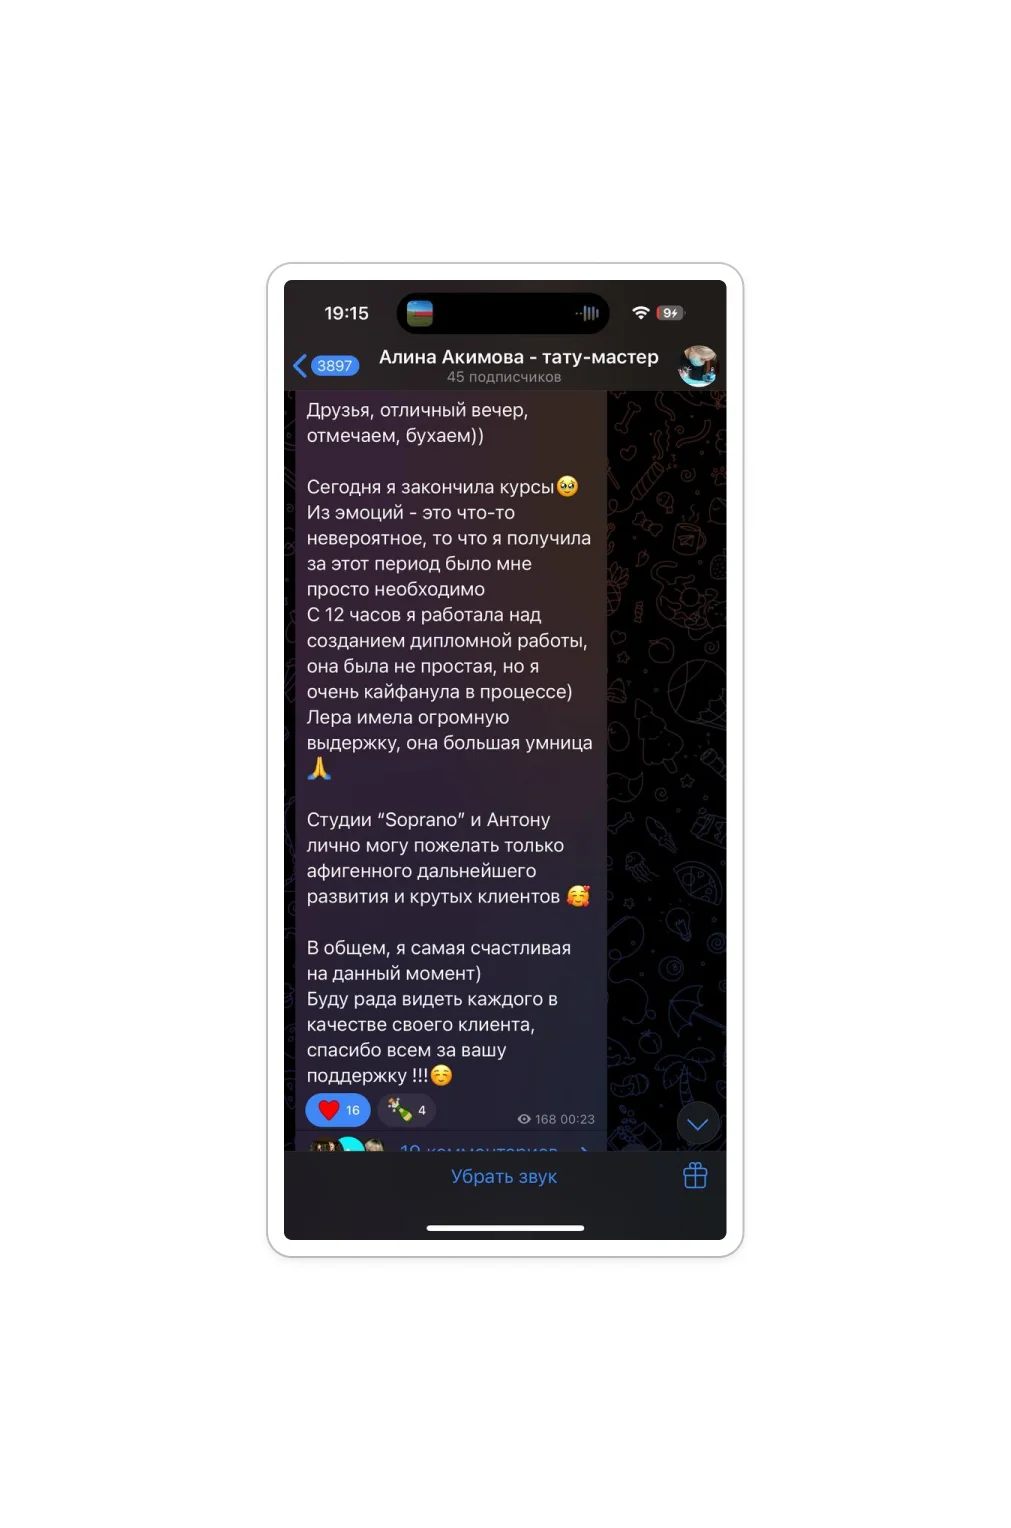 19:15
9
3897
Алина Акимова - тату-мастер
45 подписчиков
Друзья, отличный вечер,
отмечаем, бухаем))
Сегодня я закончила курсы🥹
Из эмоций - это что-то
невероятное, то что я получила
за этот период было мне
просто необходимо
С 12 часов я работала над
созданием дипломной работы,
она была не простая, но я
очень кайфанула в процессе)
Лера имела огромную
выдержку, она большая умница
🙏
Студии “Soprano” и Антону
лично могу пожелать только
афигенного дальнейшего
развития и крутых клиентов 🥰
В общем, я самая счастливая
на данный момент)
Буду рада видеть каждого в
качестве своего клиента,
спасибо всем за вашу
поддержку !!!☺️
❤️ 16 🍾 4
168 00:23
19 комментариев
Убрать звук